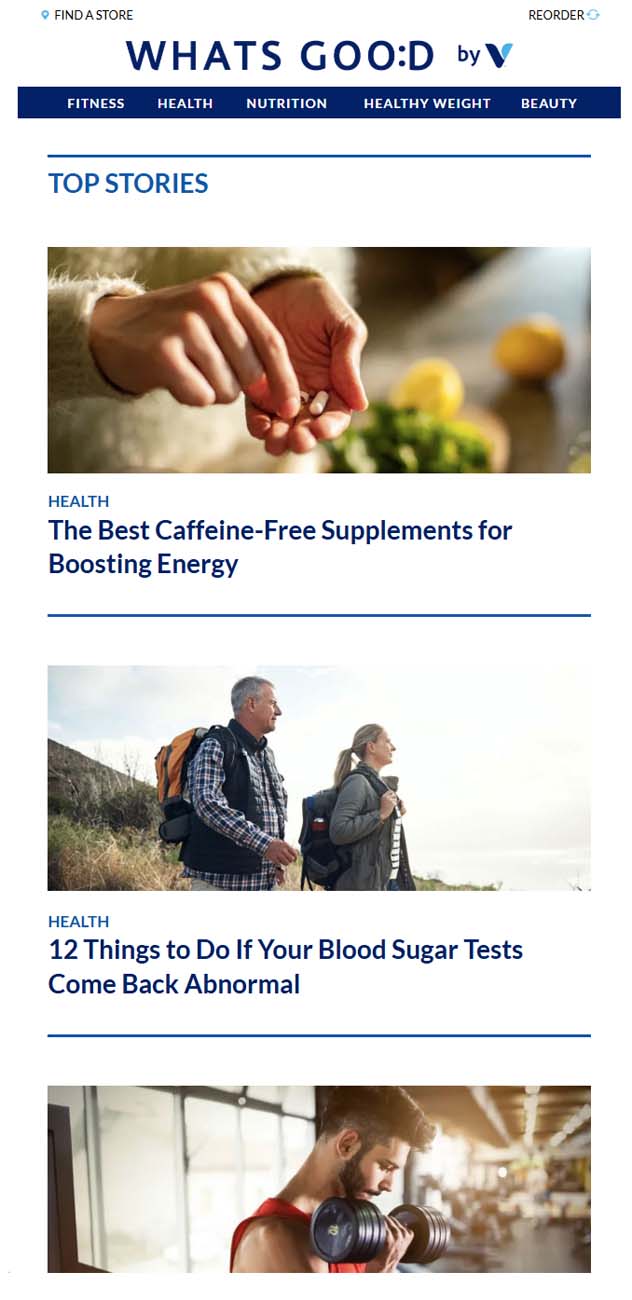 FIND A STORE
REORDER
WHATS GOO:D by V
FITNESS HEALTH NUTRITION HEALTHY WEIGHT BEAUTY
TOP STORIES
HEALTH
The Best Caffeine-Free Supplements for
Boosting Energy
HEALTH
12 Things to Do If Your Blood Sugar Tests
Come Back Abnormal